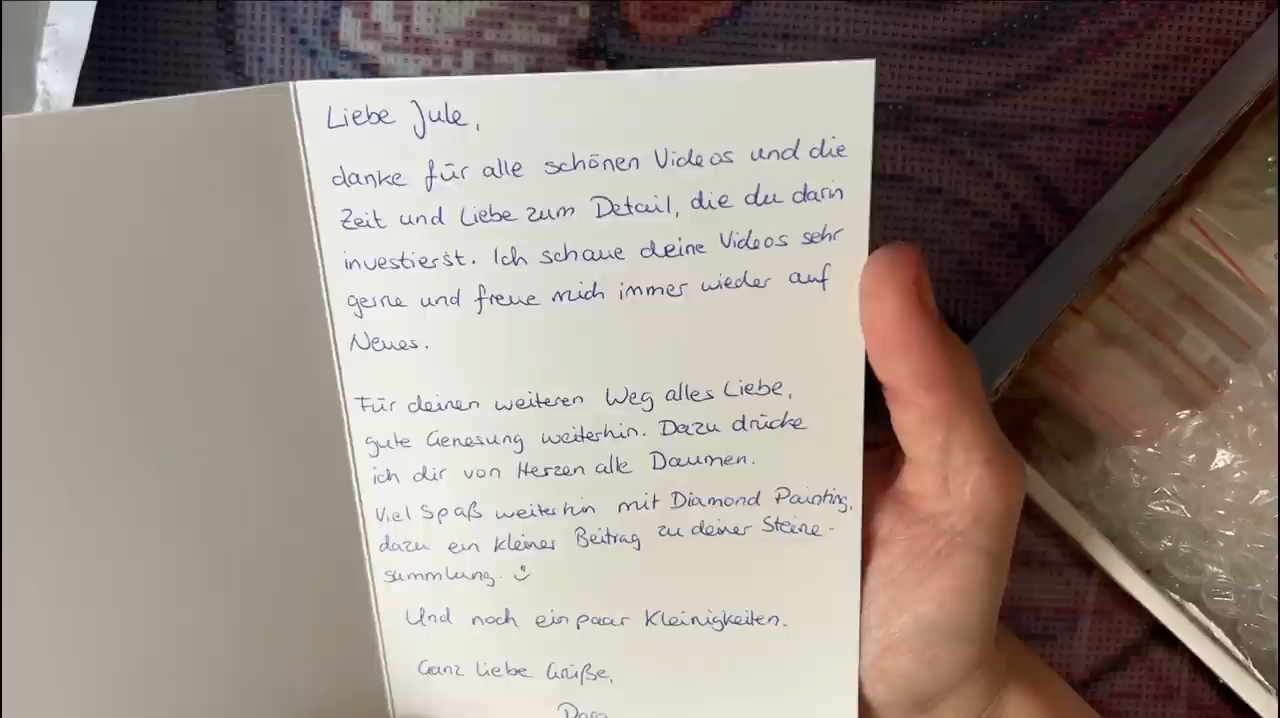 Liebe Jule,
danke für alle schönen Videos und die
Zeit und Liebe zum Detail, die du darin
investierst. Ich schaue deine Videos sehr
gerne und freue mich immer wieder auf
Neues.
Für deinen weiteren Weg alles Liebe,
gute Genesung weiterhin. Dazu drücke
ich dir von Herzen alle Daumen.
Viel Spaß weiterhin mit Diamond Painting,
dazu ein kleiner Beitrag zu deiner Steine-
sammlung. :)
Und noch ein paar Kleinigkeiten.
Ganz liebe Grüße,